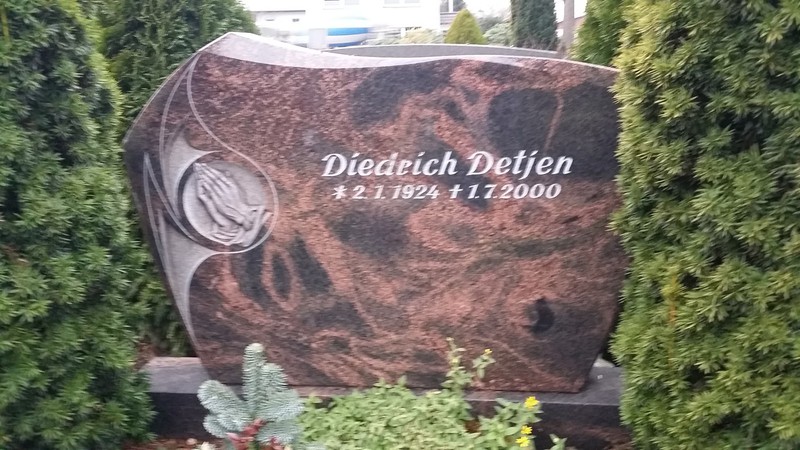 Diedrich Detjen
* 2.1.1924 † 1.7.2000